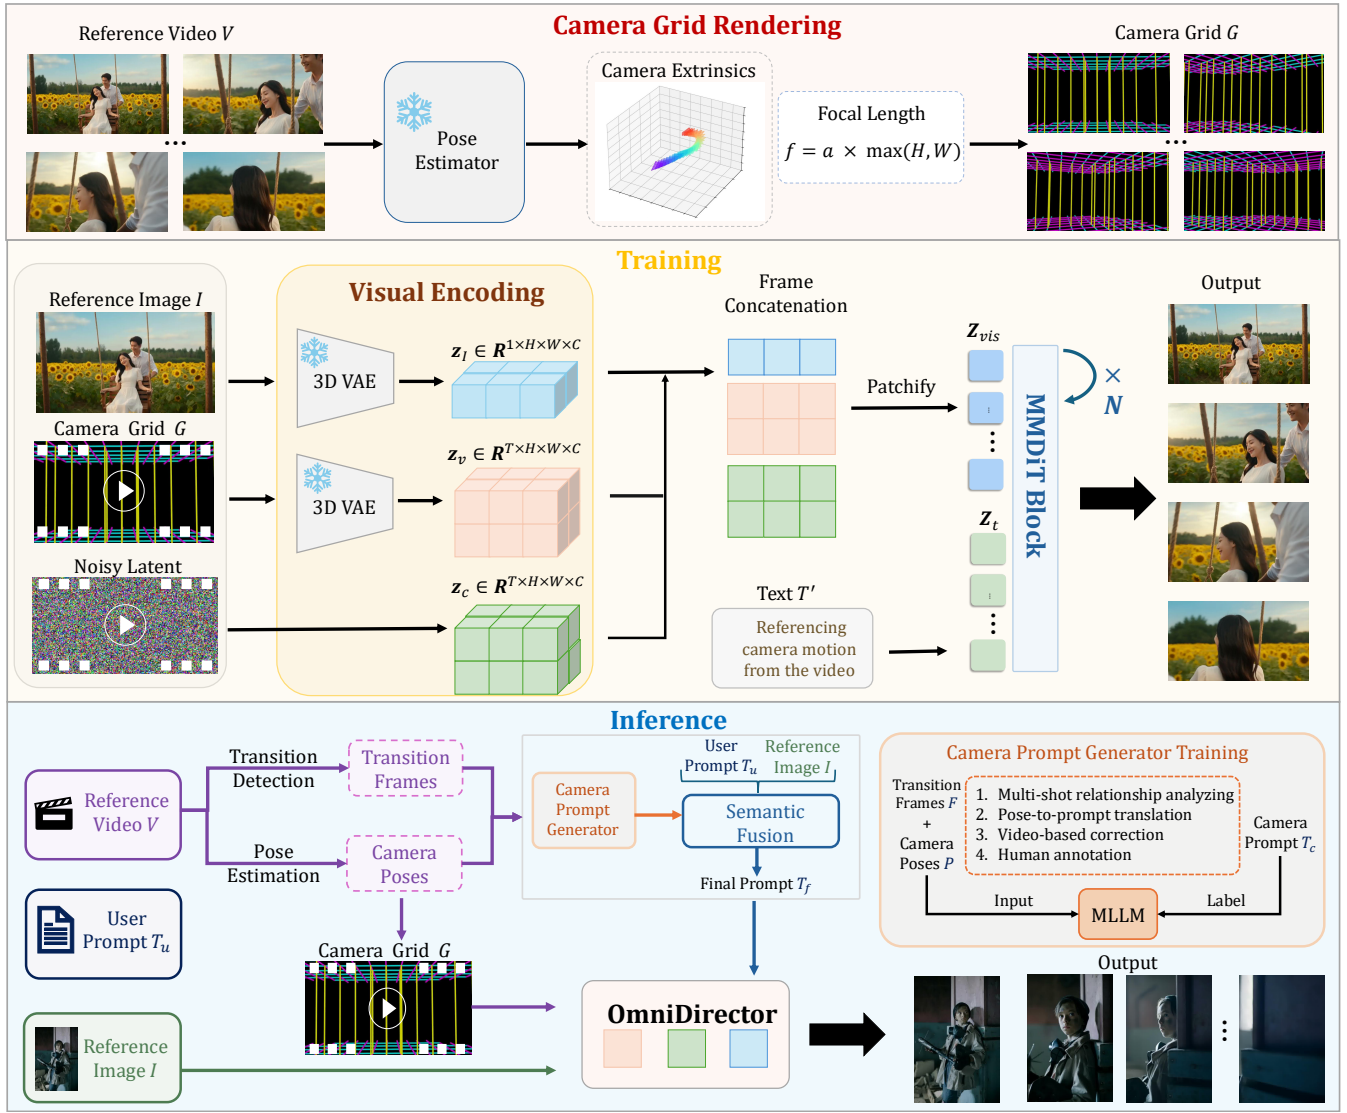 Camera Grid Rendering
Reference Video V
Pose
Estimator
Camera Extrinsics
Focal Length
f = a × max(H, W)
Camera Grid G
...
...
Training
Reference Image I
Camera Grid G
Noisy Latent
Visual Encoding
3D VAE
z_I ∈ R^{1×H×W×C}
3D VAE
z_v ∈ R^{T×H×W×C}
z_c ∈ R^{T×H×W×C}
Frame
Concatenation
Patchify
Z_vis
Z_t
Text T′
Referencing
camera motion
from the video
MMDiT Block
×
N
Output
Inference
Reference
Video V
User
Prompt T_u
Reference
Image I
Transition
Detection
Pose
Estimation
Transition
Frames
Camera
Poses
Camera Grid G
Camera
Prompt
Generator
User
Prompt T_u
Reference
Image I
Semantic
Fusion
Final Prompt T_f
OmniDirector
Camera Prompt Generator Training
Transition
Frames F
+
Camera
Poses P
1. Multi-shot relationship analyzing
2. Pose-to-prompt translation
3. Video-based correction
4. Human annotation
Camera
Prompt T_c
Input
MLLM
Label
Output